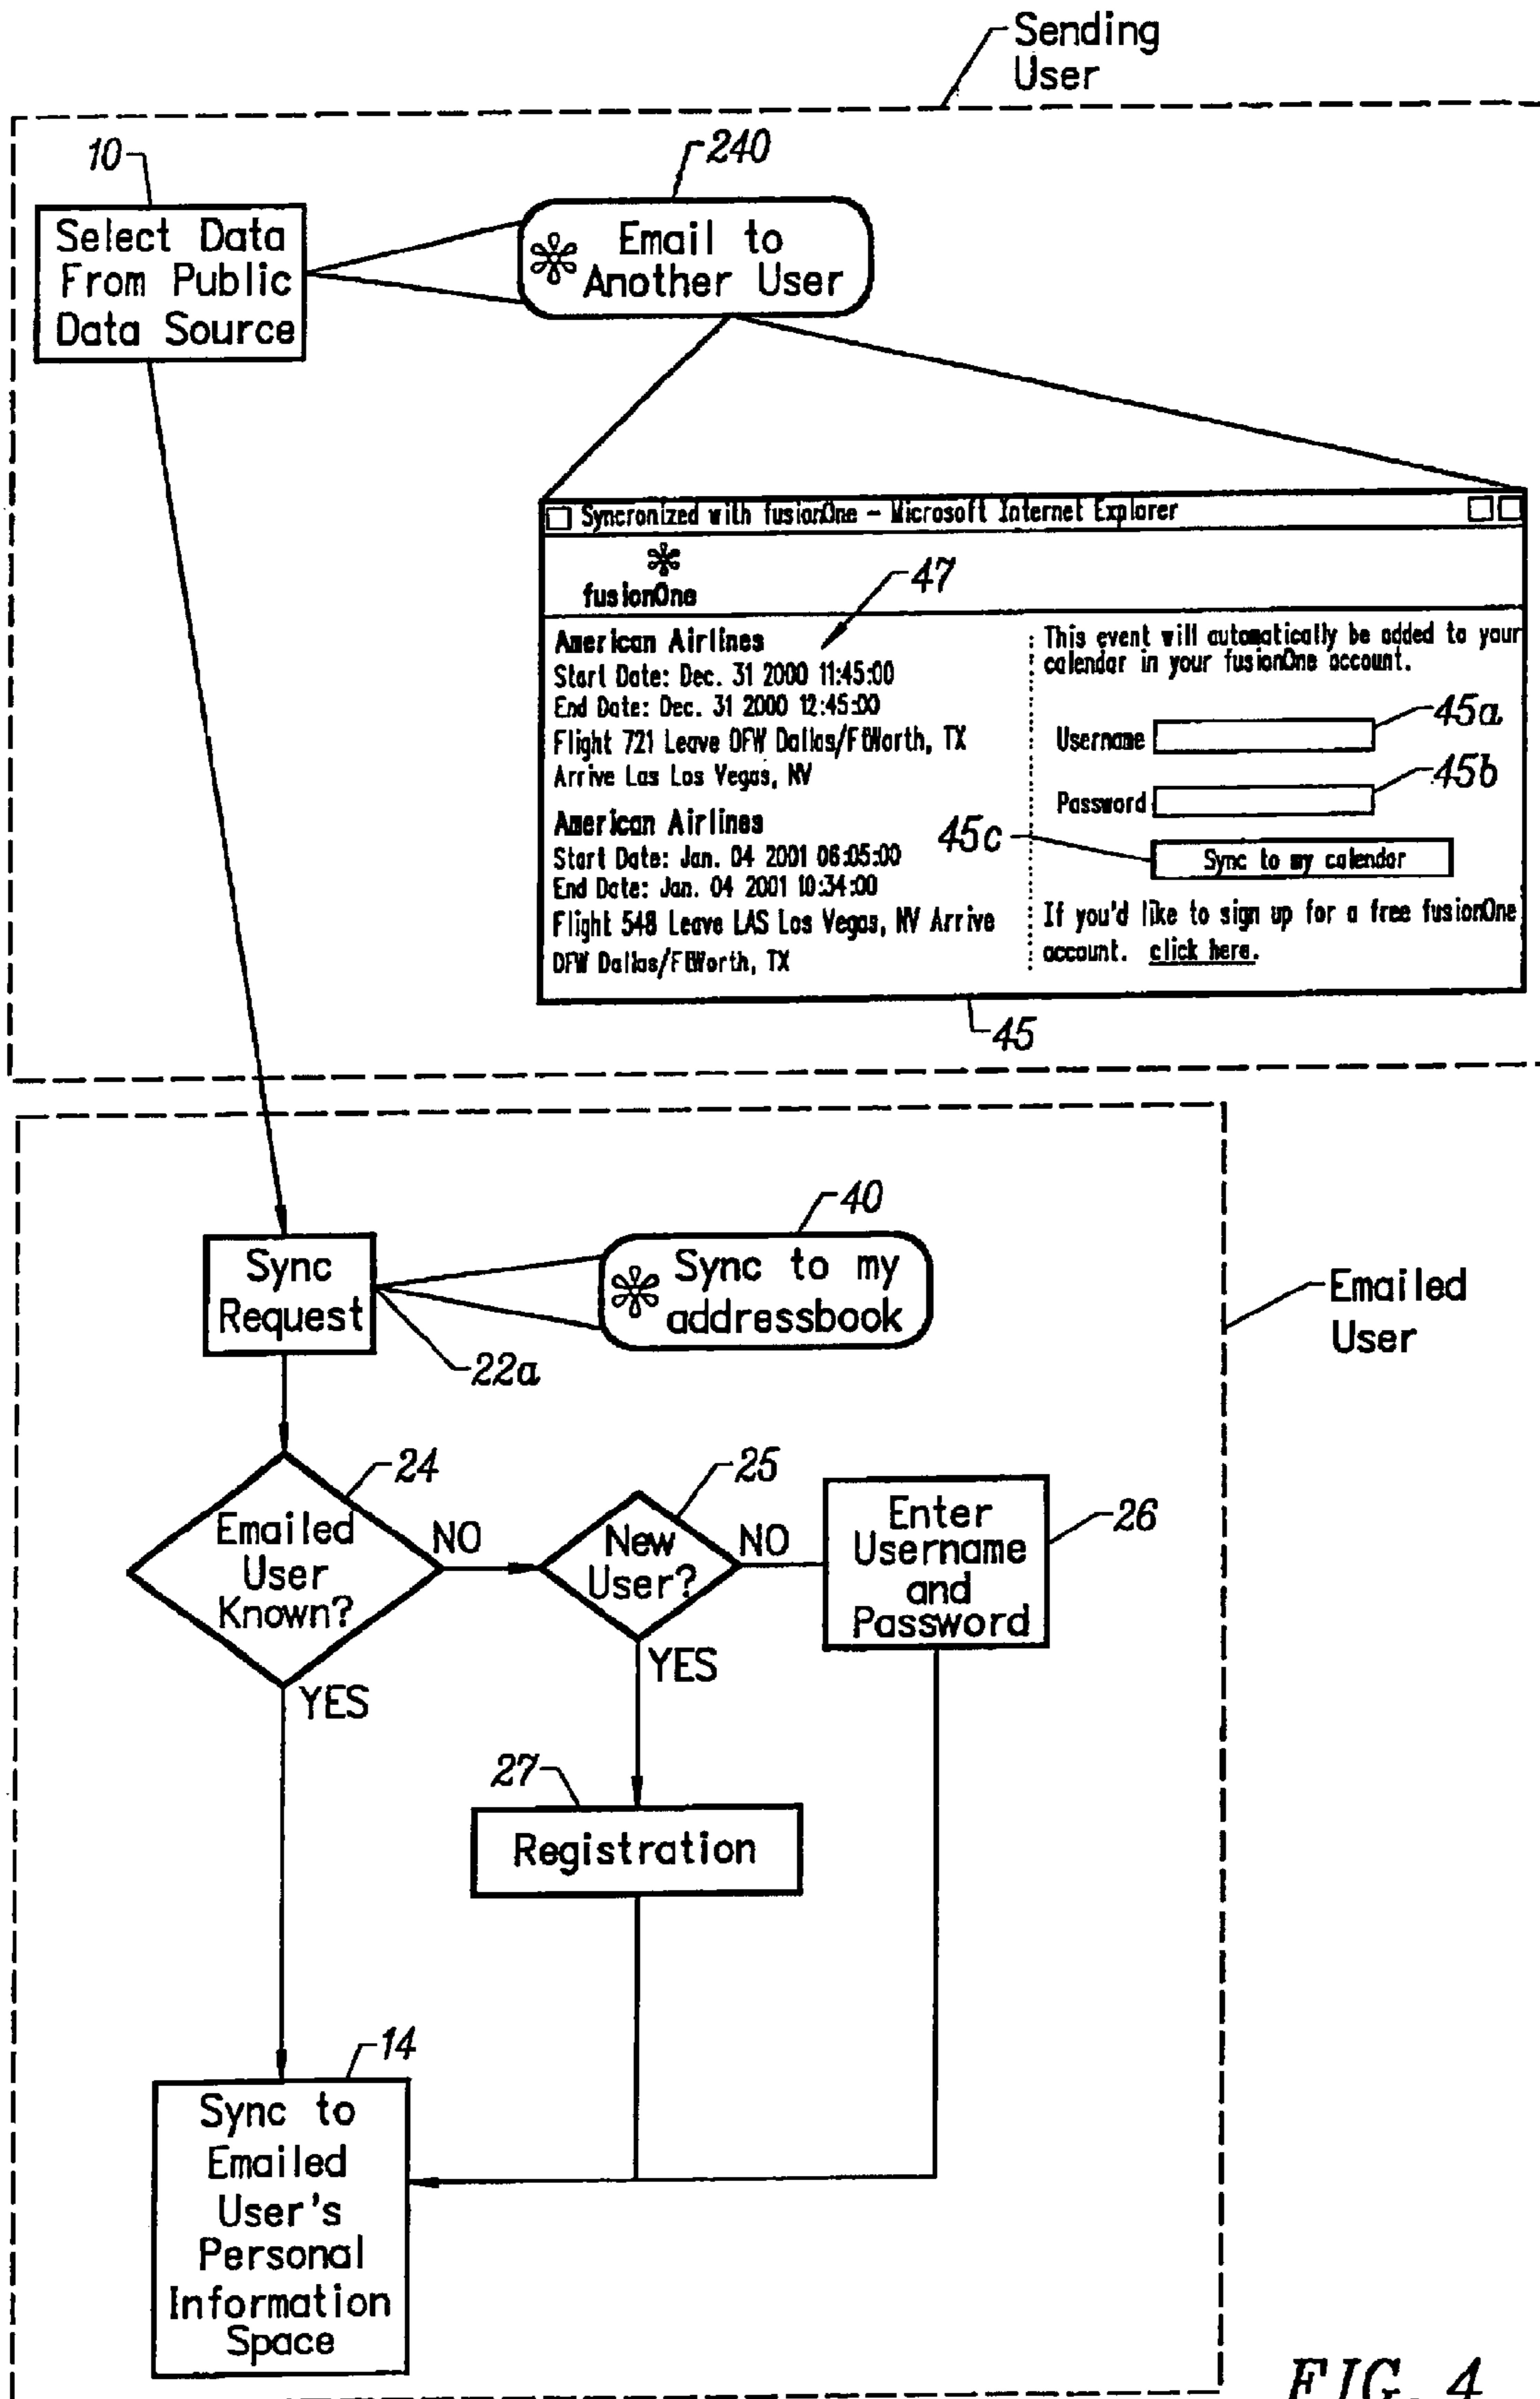 Sending
User
10
240
Select Data
From Public
Data Source
Email to
Another User
Syncronized with fusionOne - Microsoft Internet Explorer
fusionOne
47
American Airlines
Start Date: Dec. 31 2000 11:45:00
End Date: Dec. 31 2000 12:45:00
Flight 721 Leave DFW Dallas/FtWorth, TX
Arrive Las Los Vegas, NV
American Airlines
Start Date: Jan. 04 2001 06:05:00
End Date: Jan. 04 2001 10:34:00
Flight 548 Leave LAS Los Vegas, NV Arrive
DFW Dallas/FtWorth, TX
This event will automatically be added to your
calendar in your fusionOne account.
45a
Username
45b
Password
45c
Sync to my calendar
If you'd like to sign up for a free fusionOne
account. click here.
45
40
Sync
Request
Sync to my
addressbook
22a
Emailed
User
24
25
26
Emailed
User
Known?
NO
New
User?
NO
Enter
Username
and
Password
YES
YES
27
Registration
14
Sync to
Emailed
User's
Personal
Information
Space
FIG. 4